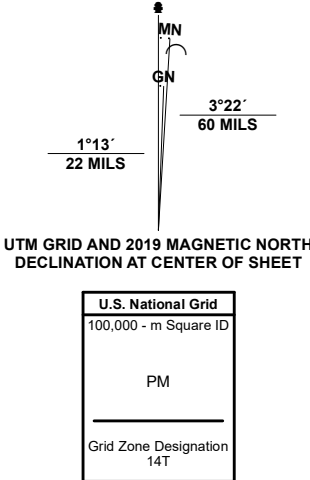 MN
GN
3°22´
60 MILS
1°13´
22 MILS
UTM GRID AND 2019 MAGNETIC NORTH
DECLINATION AT CENTER OF SHEET
U.S. National Grid
100,000 - m Square ID
PM
Grid Zone Designation
14T